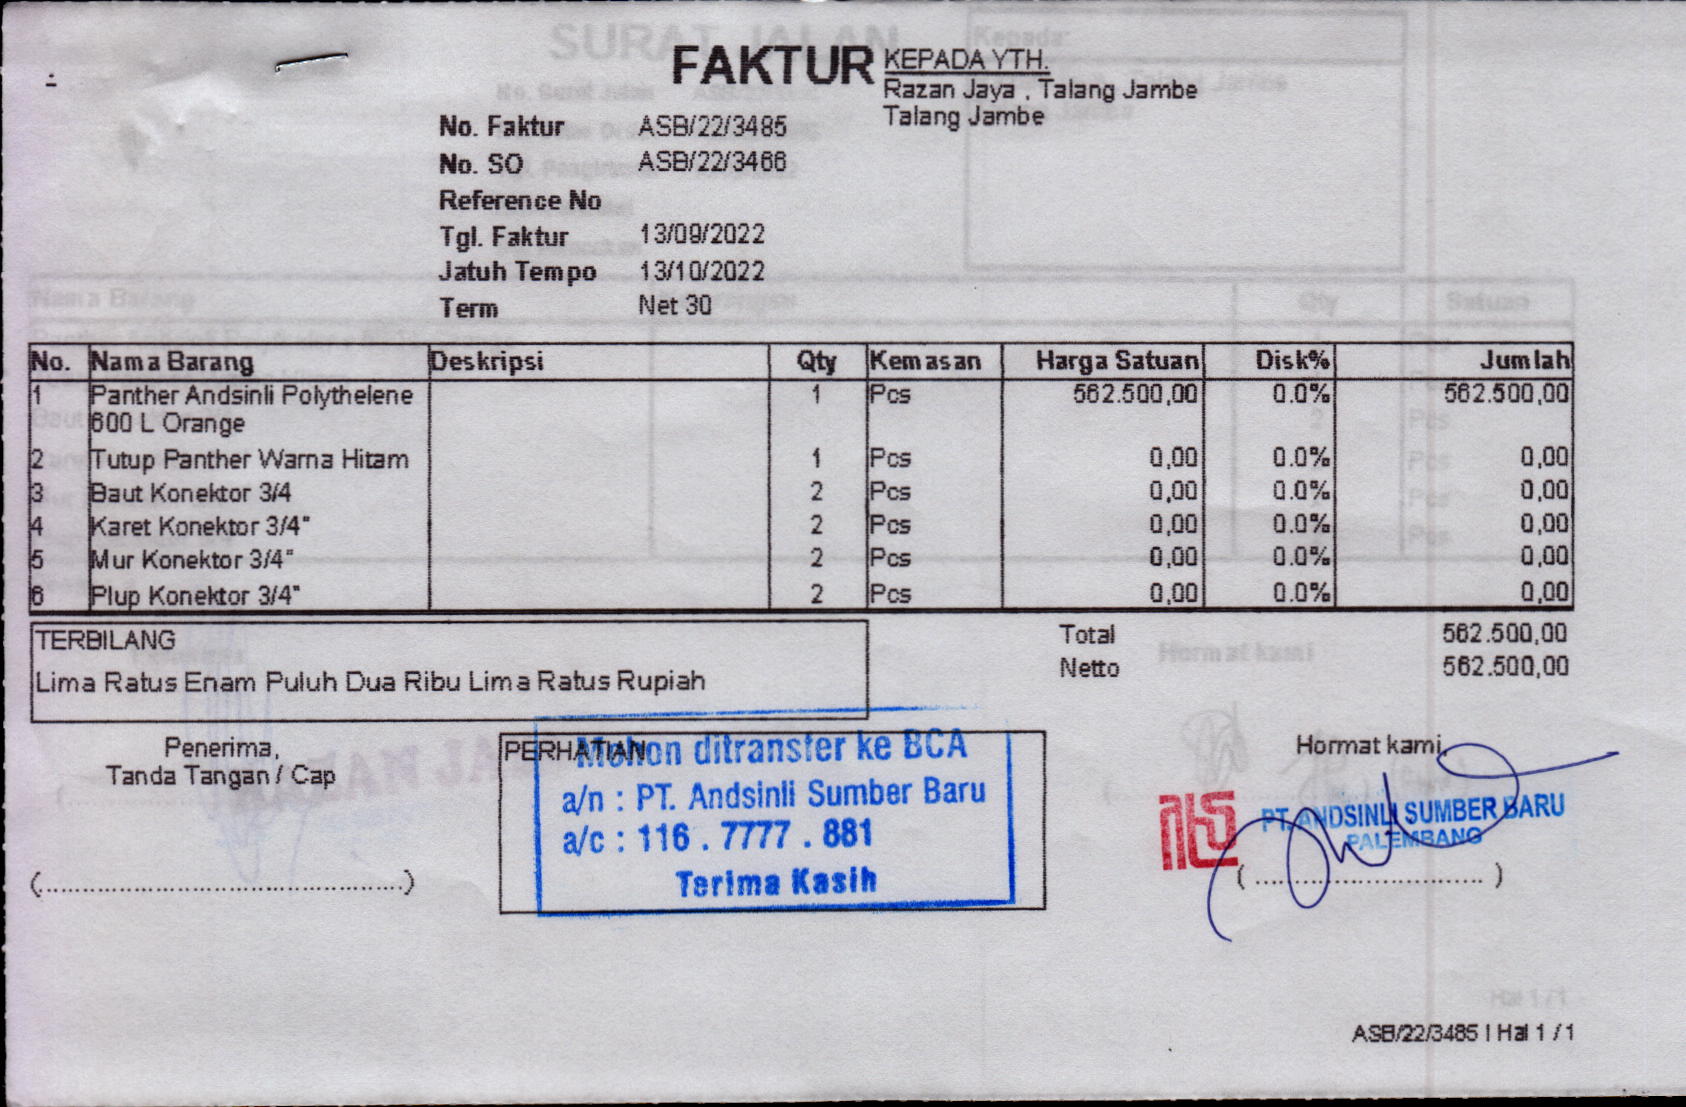 FAKTUR
KEPADA YTH.
Razan Jaya , Talang Jambe
Talang Jambe
No. Faktur ASB/22/3485
No. SO ASB/22/3466
Reference No
Tgl. Faktur 13/09/2022
Jatuh Tempo 13/10/2022
Term Net 30
No. Nama Barang Deskripsi Qty Kemasan Harga Satuan Disk% Jumlah
1 Panther Andsinli Polythelene 1 Pcs 562.500,00 0.0% 562.500,00
600 L Orange
2 Tutup Panther Warna Hitam 1 Pcs 0,00 0.0% 0,00
3 Baut Konektor 3/4 2 Pcs 0,00 0.0% 0,00
4 Karet Konektor 3/4" 2 Pcs 0,00 0.0% 0,00
5 Mur Konektor 3/4" 2 Pcs 0,00 0.0% 0,00
6 Plup Konektor 3/4" 2 Pcs 0,00 0.0% 0,00
TERBILANG
Lima Ratus Enam Puluh Dua Ribu Lima Ratus Rupiah
Total 562.500,00
Netto 562.500,00
Penerima,
Tanda Tangan / Cap
(...............................................)
PERHATIAN
Mohon ditransfer ke BCA
a/n : PT. Andsinli Sumber Baru
a/c : 116 . 7777 . 881
Terima Kasih
Hormat kami,
PT. ANDSINLI SUMBER BARU
PALEMBANG
( .............................. )
ASB/22/3485 | Hal 1 / 1